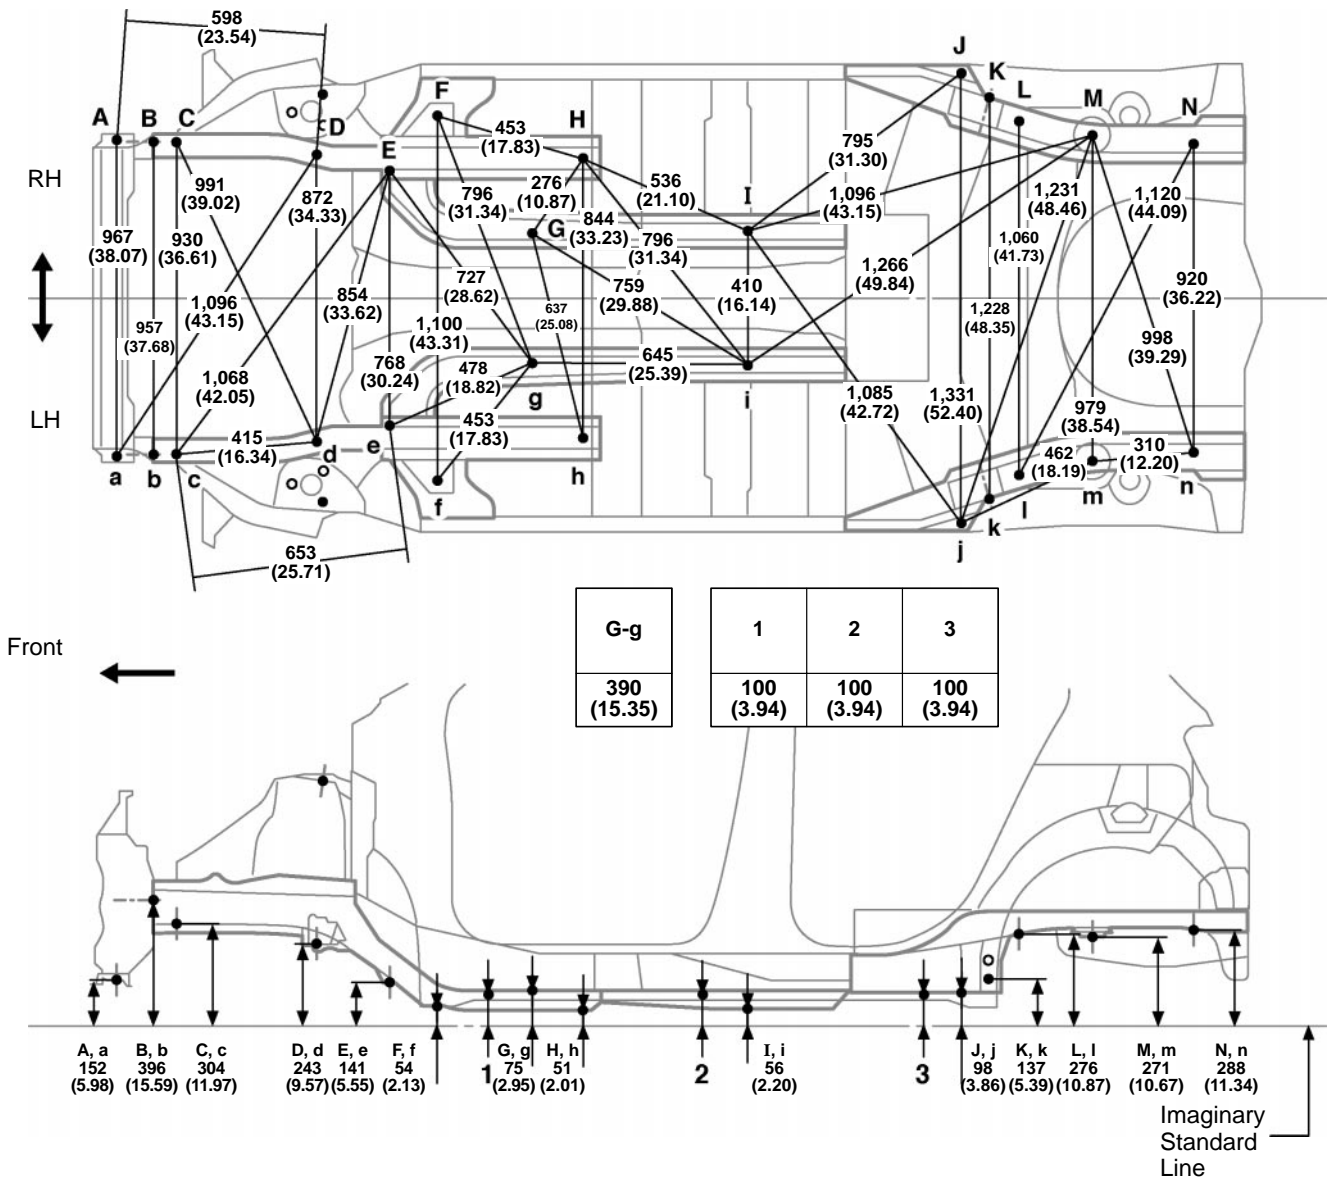 598
(23.54)
J
K
A
B
C
F
L
M
N
D
H
453
(17.83)
795
(31.30)
E
RH
991
(39.02)
872
(34.33)
796
(31.34)
276
(10.87)
536
(21.10)
I
1,096
(43.15)
1,231
(48.46)
1,120
(44.09)
967
(38.07)
930
(36.61)
G
844
(33.23)
796
(31.34)
1,060
(41.73)
1,266
(49.84)
727
(28.62)
759
(29.88)
410
(16.14)
920
(36.22)
1,096
(43.15)
854
(33.62)
957
(37.68)
1,100
(43.31)
637
(25.08)
1,228
(48.35)
998
(39.29)
768
(30.24)
478
(18.82)
645
(25.39)
1,068
(42.05)
1,085
(42.72)
1,331
(52.40)
979
(38.54)
LH
g
i
453
(17.83)
415
(16.34)
462
(18.19)
310
(12.20)
a
b
c
d
e
f
h
j
k
l
m
n
653
(25.71)
G-g
1
2
3
390
(15.35)
100
(3.94)
100
(3.94)
100
(3.94)
Front
A, a
152
(5.98)
B, b
396
(15.59)
C, c
304
(11.97)
D, d
243
(9.57)
E, e
141
(5.55)
F, f
54
(2.13)
1
G, g
75
(2.95)
H, h
51
(2.01)
2
I, i
56
(2.20)
3
J, j
98
(3.86)
K, k
137
(5.39)
L, l
276
(10.87)
M, m
271
(10.67)
N, n
288
(11.34)
Imaginary
Standard
Line